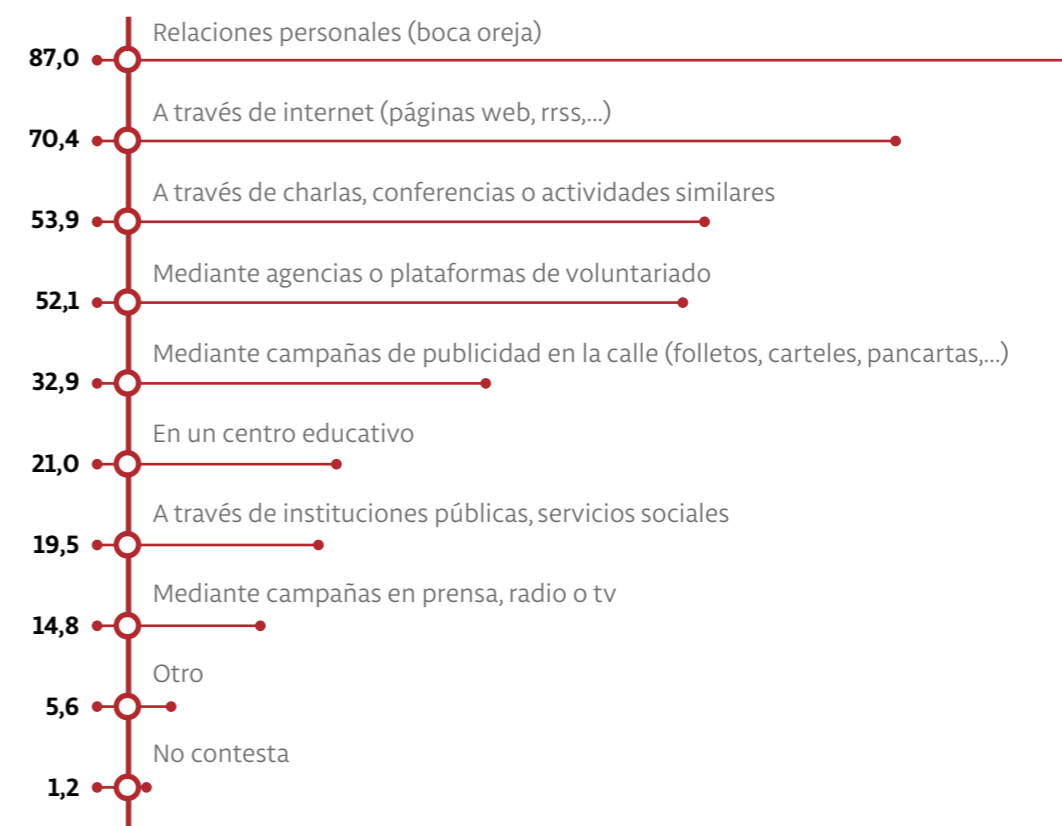 Relaciones personales (boca oreja)
87,0
A través de internet (páginas web, rrss,...)
70,4
A través de charlas, conferencias o actividades similares
53,9
Mediante agencias o plataformas de voluntariado
52,1
Mediante campañas de publicidad en la calle (folletos, carteles, pancartas,...)
32,9
En un centro educativo
21,0
A través de instituciones públicas, servicios sociales
19,5
Mediante campañas en prensa, radio o tv
14,8
Otro
5,6
No contesta
1,2